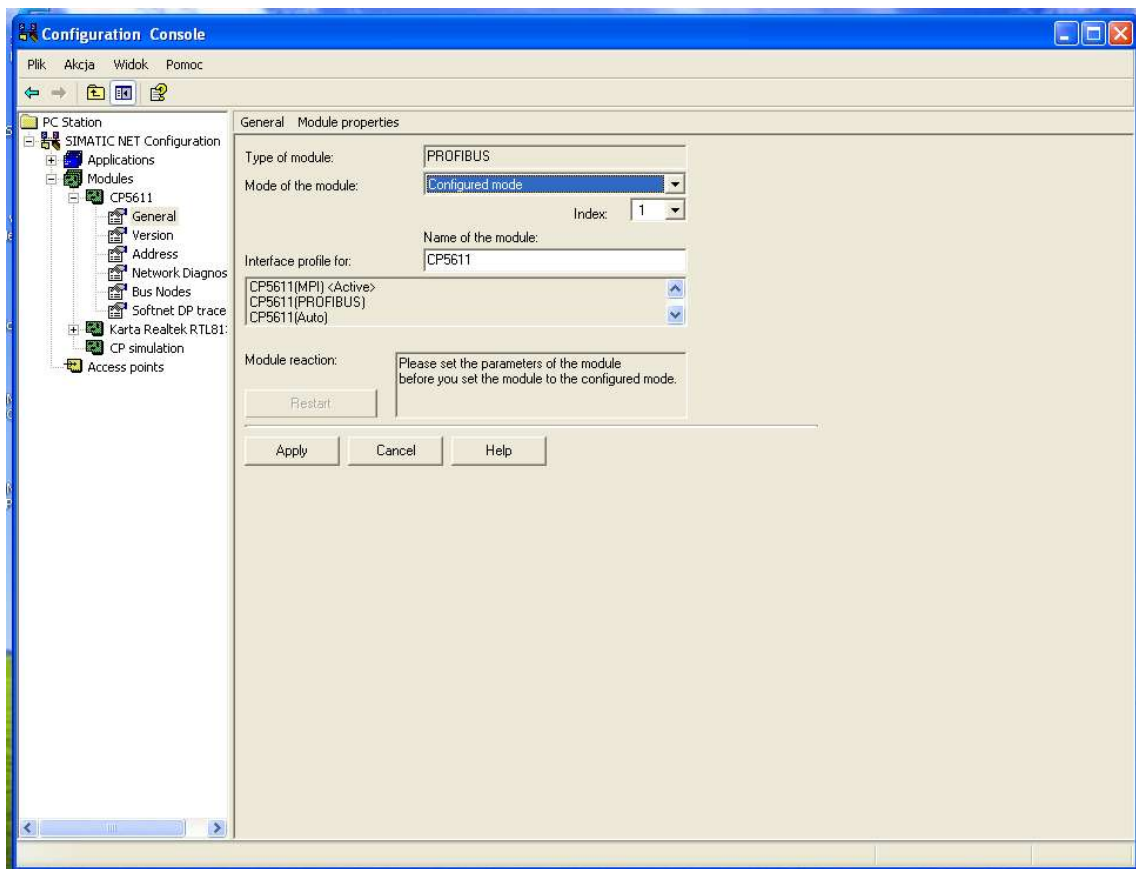 Configuration Console
Plik Akcja Widok Pomoc
PC Station
SIMATIC NET Configuration
Applications
Modules
CP5611
General
Version
Address
Network Diagnos
Bus Nodes
Softnet DP trace
Karta Realtek RTL81
CP simulation
Access points
General Module properties
Type of module: PROFIBUS
Mode of the module: Configured mode
Index: 1
Name of the module:
Interface profile for: CP5611
CP5611(MPI) <Active>
CP5611(PROFIBUS)
CP5611(Auto)
Module reaction: Please set the parameters of the module
before you set the module to the configured mode.
Restart
Apply Cancel Help